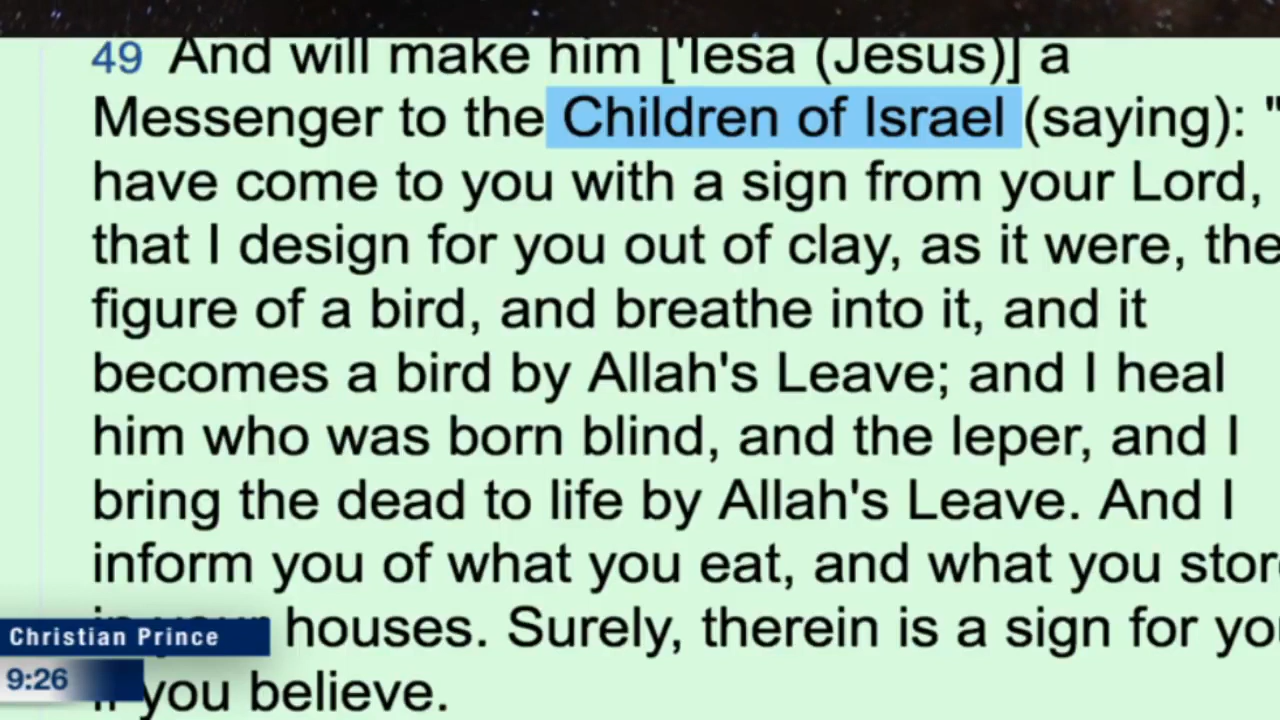 49 And will make him ['Iesa (Jesus)] a
Messenger to the Children of Israel (saying): "
have come to you with a sign from your Lord,
that I design for you out of clay, as it were, the
figure of a bird, and breathe into it, and it
becomes a bird by Allah's Leave; and I heal
him who was born blind, and the leper, and I
bring the dead to life by Allah's Leave. And I
inform you of what you eat, and what you
houses. Surely, therein is a sign for
Christian Prince
9:26
you believe.